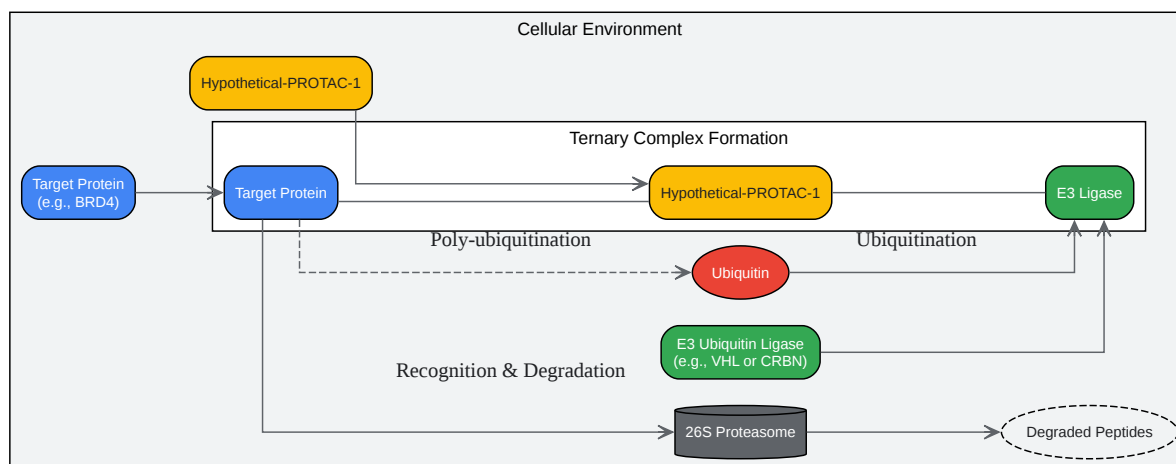 Cellular Environment
Hypothetical-PROTAC-1
Ternary Complex Formation
Target Protein
(e.g., BRD4)
Target Protein
Hypothetical-PROTAC-1
E3 Ligase
Poly-ubiquitination
Ubiquitination
Ubiquitin
E3 Ubiquitin Ligase
(e.g., VHL or CRBN)
Recognition & Degradation
26S Proteasome
Degraded Peptides